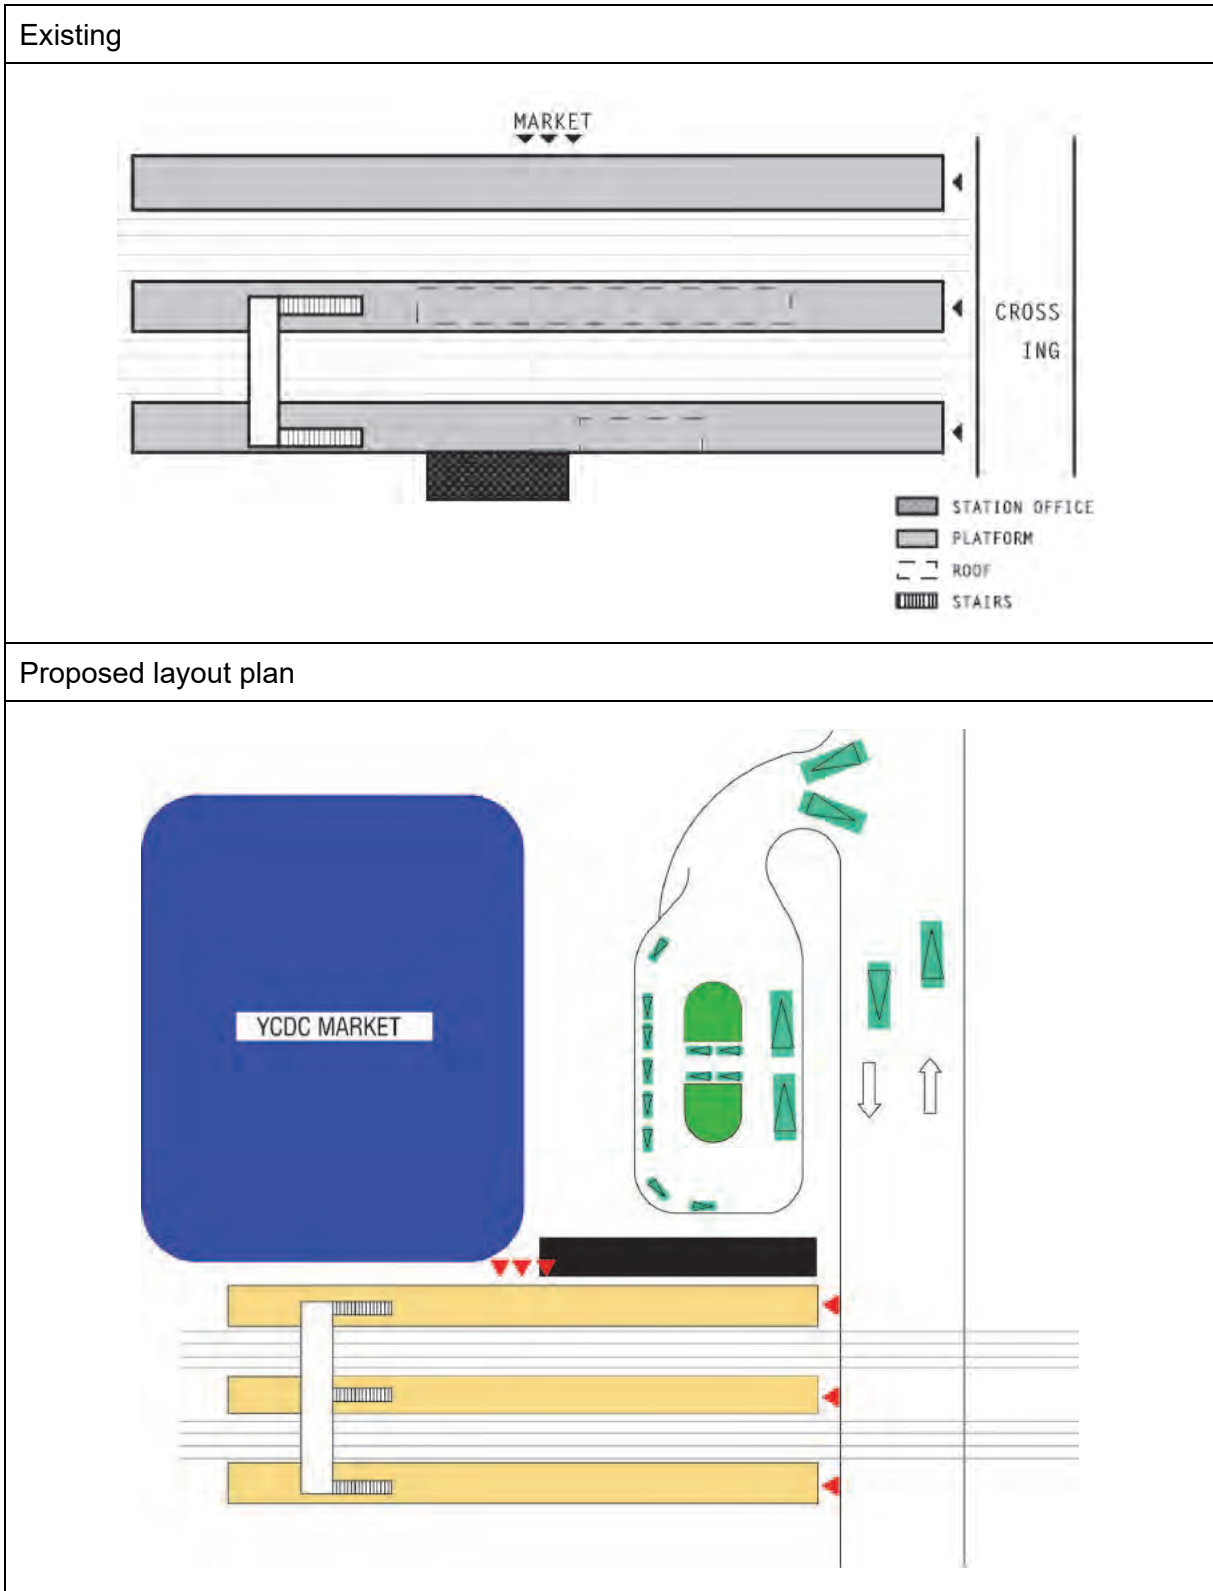 Existing
MARKET
CROSS
ING
STATION OFFICE
PLATFORM
ROOF
STAIRS
Proposed layout plan
YCDC MARKET